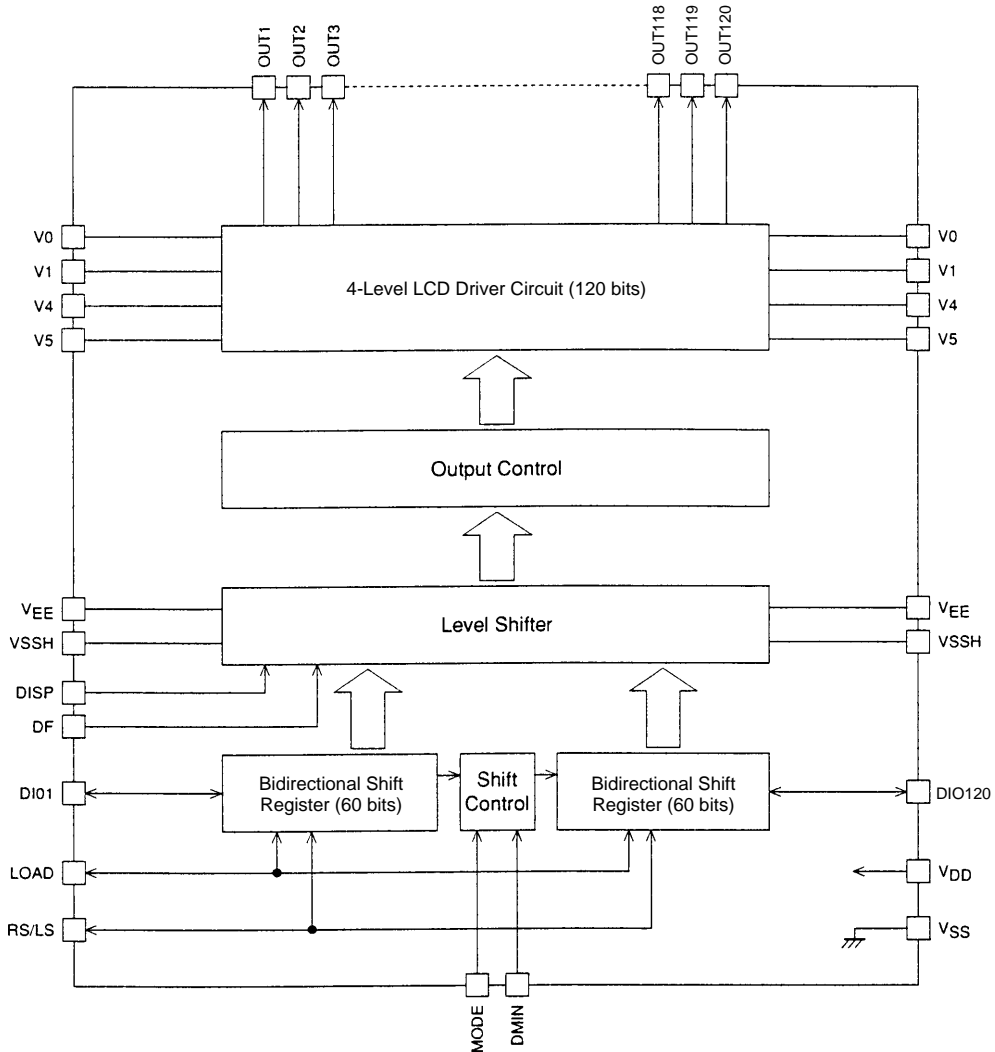 OUT1
OUT2
OUT3
OUT118
OUT119
OUT120
V0
V0
V1
V1
4-Level LCD Driver Circuit (120 bits)
V4
V4
V5
V5
Output Control
VEE
VEE
Level Shifter
VSSH
VSSH
DISP
DF
Bidirectional Shift
Register (60 bits)
Shift
Control
Bidirectional Shift
Register (60 bits)
DI01
DIO120
LOAD
VDD
RS/LS
VSS
MODE
DMIN